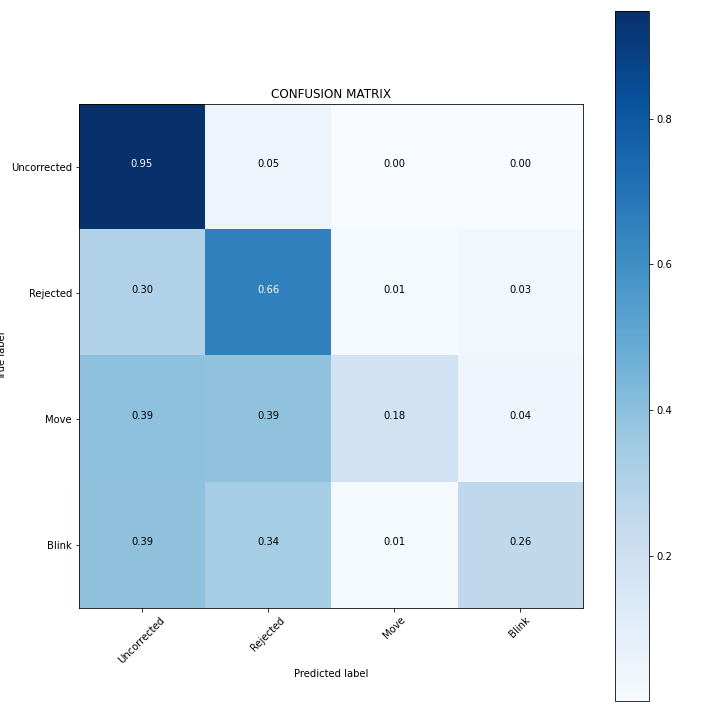 CONFUSION MATRIX
Uncorrected 0.95 0.05 0.00 0.00
Rejected 0.30 0.66 0.01 0.03
Move 0.39 0.39 0.18 0.04
Blink 0.39 0.34 0.01 0.26
Uncorrected Rejected Move Blink
Predicted label
0.8
0.6
0.4
0.2